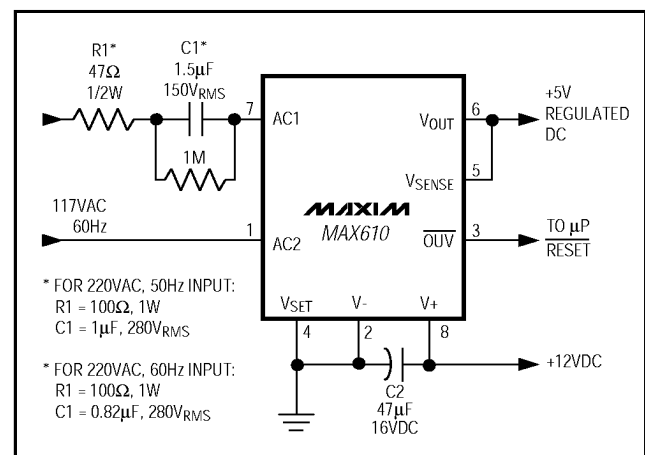 R1*
47Ω
1/2W
C1*
1.5μF
150VRMS
1M
117VAC
60Hz
7
AC1
1
AC2
MAXIM
MAX610
VOUT
6
VSENSE
5
OUV
3
+5V
REGULATED
DC
TO μP
RESET
VSET
4
V-
2
V+
8
C2
47μF
16VDC
+12VDC
* FOR 220VAC, 50Hz INPUT:
R1 = 100Ω, 1W
C1 = 1μF, 280VRMS
* FOR 220VAC, 60Hz INPUT:
R1 = 100Ω, 1W
C1 = 0.82μF, 280VRMS